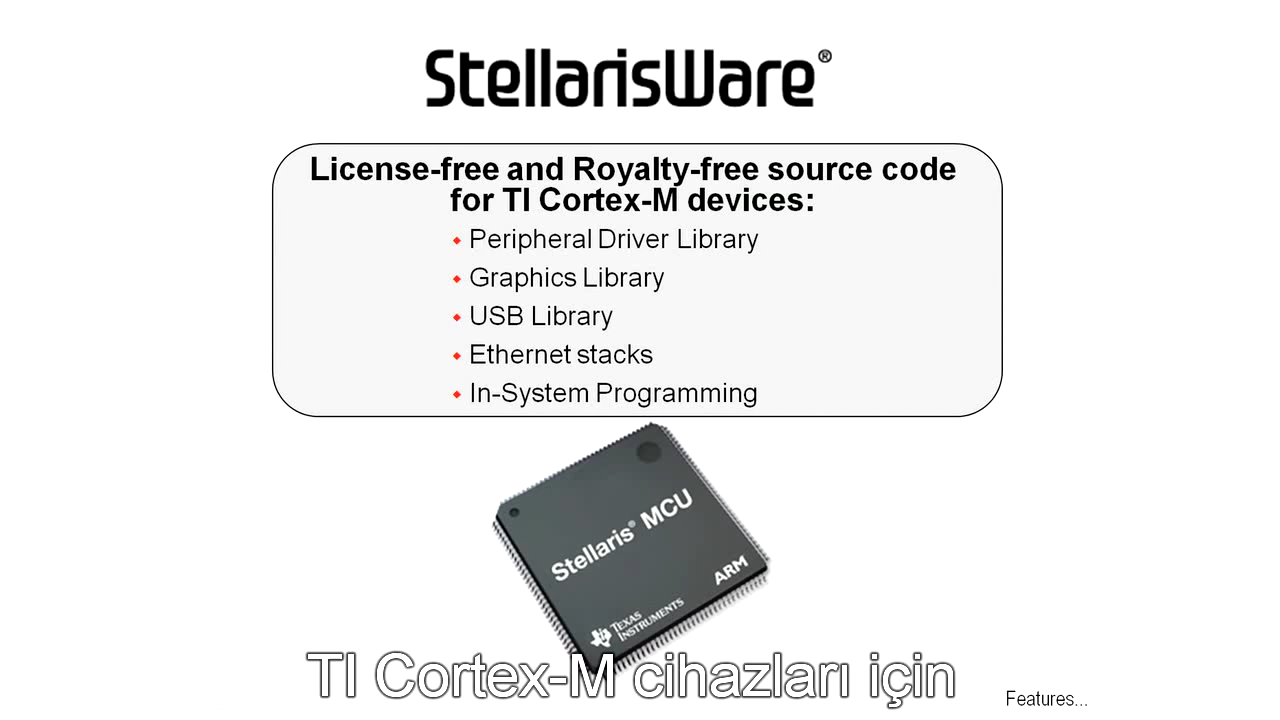 StellarisWare®
License-free and Royalty-free source code
for TI Cortex-M devices:
• Peripheral Driver Library
• Graphics Library
• USB Library
• Ethernet stacks
• In-System Programming
Stellaris® MCU
ARM
TEXAS
INSTRUMENTS
TI Cortex-M cihazları için
Features...